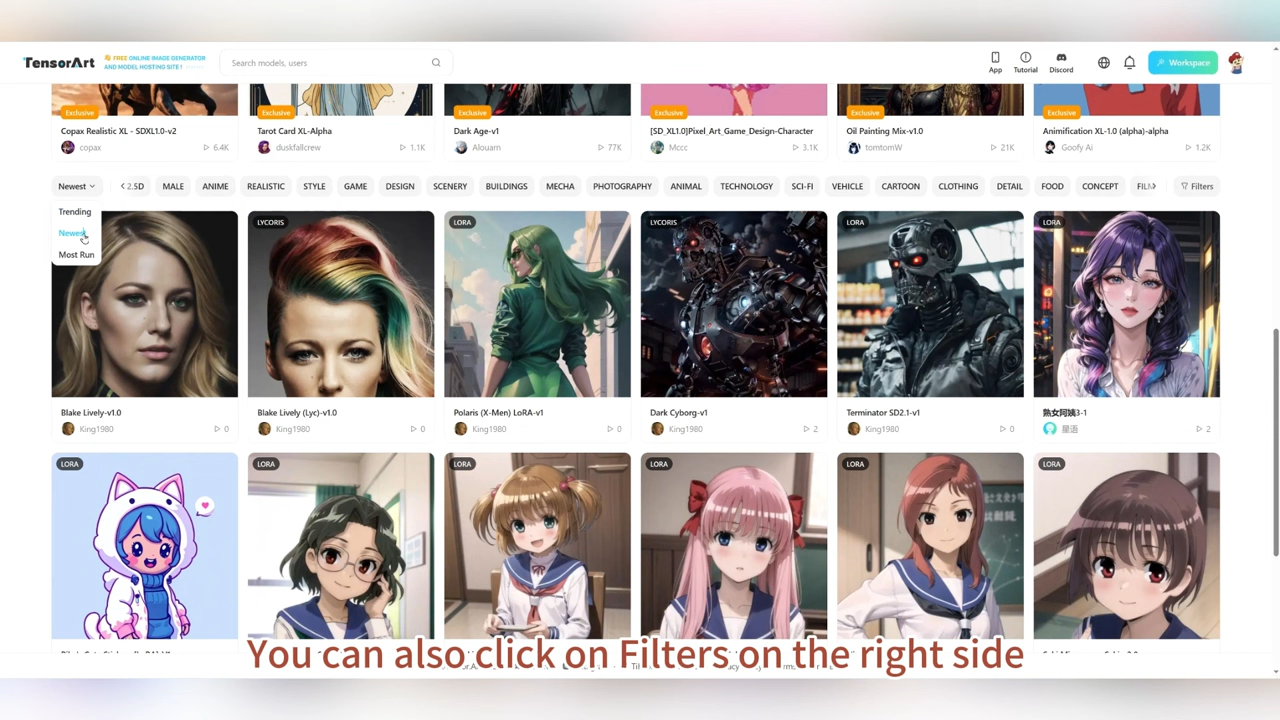 TensorArt
FREE ONLINE IMAGE GENERATOR
AND MODEL HOSTING SITE!
Search models, users
App
Tutorial
Discord
Workspace
Exclusive
Exclusive
Exclusive
Exclusive
Exclusive
Exclusive
Copax Realistic XL - SDXL1.0-v2
Tarot Card XL-Alpha
Dark Age-v1
[SD_XL1.0]Pixel_Art_Game_Design-Character
Oil Painting Mix-v1.0
Animification XL-1.0 (alpha)-alpha
copax 6.4K
duskfallcrew 1.1K
Alouarn 77K
Mccc 3.1K
tomtomW 21K
Goofy Ai 1.2K
Newest 2.5D MALE ANIME REALISTIC STYLE GAME DESIGN SCENERY BUILDINGS MECHA PHOTOGRAPHY ANIMAL TECHNOLOGY SCI-FI VEHICLE CARTOON CLOTHING DETAIL FOOD CONCEPT FILM Filters
Trending
Newest
Most Run
LYCORIS
LORA
LYCORIS
LORA
LORA
Blake Lively-v1.0
Blake Lively (Lyc)-v1.0
Polaris (X-Men) LoRA-v1
Dark Cyborg-v1
Terminator SD2.1-v1
熟女阿姨3-1
King1980 0
King1980 0
King1980 0
King1980 2
King1980 0
星语 2
LORA
LORA
LORA
LORA
LORA
LORA
You can also click on Filters on the right side